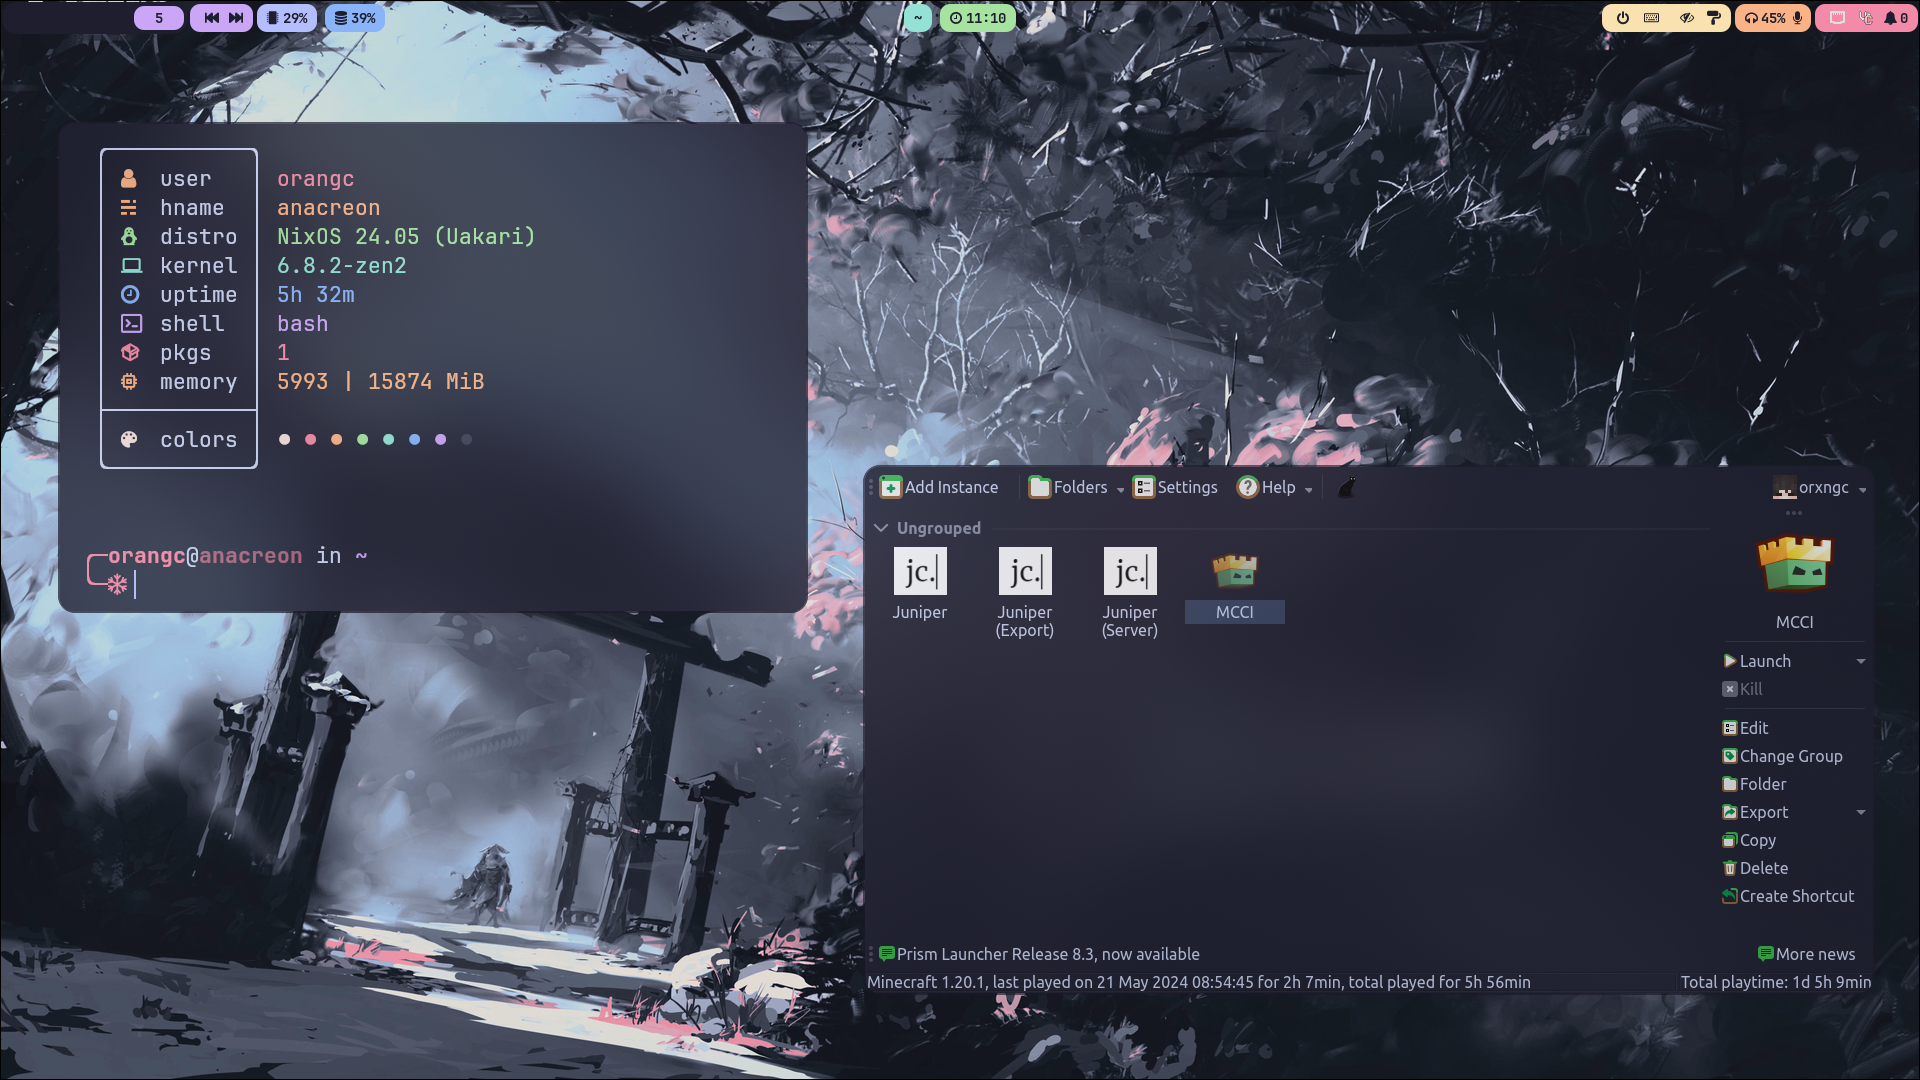 5
29%
39%
~
11:10
45%
0
user orangc
hname anacreon
distro NixOS 24.05 (Uakari)
kernel 6.8.2-zen2
uptime 5h 32m
shell bash
pkgs 1
memory 5993 | 15874 MiB
colors
orangc@anacreon in ~
Add Instance
Folders
Settings
Help
orxngc
Ungrouped
jc.|
jc.|
jc.|
Juniper
Juniper
(Export)
Juniper
(Server)
MCCI
MCCI
Launch
Kill
Edit
Change Group
Folder
Export
Copy
Delete
Create Shortcut
Prism Launcher Release 8.3, now available
More news
Minecraft 1.20.1, last played on 21 May 2024 08:54:45 for 2h 7min, total played for 5h 56min
Total playtime: 1d 5h 9min